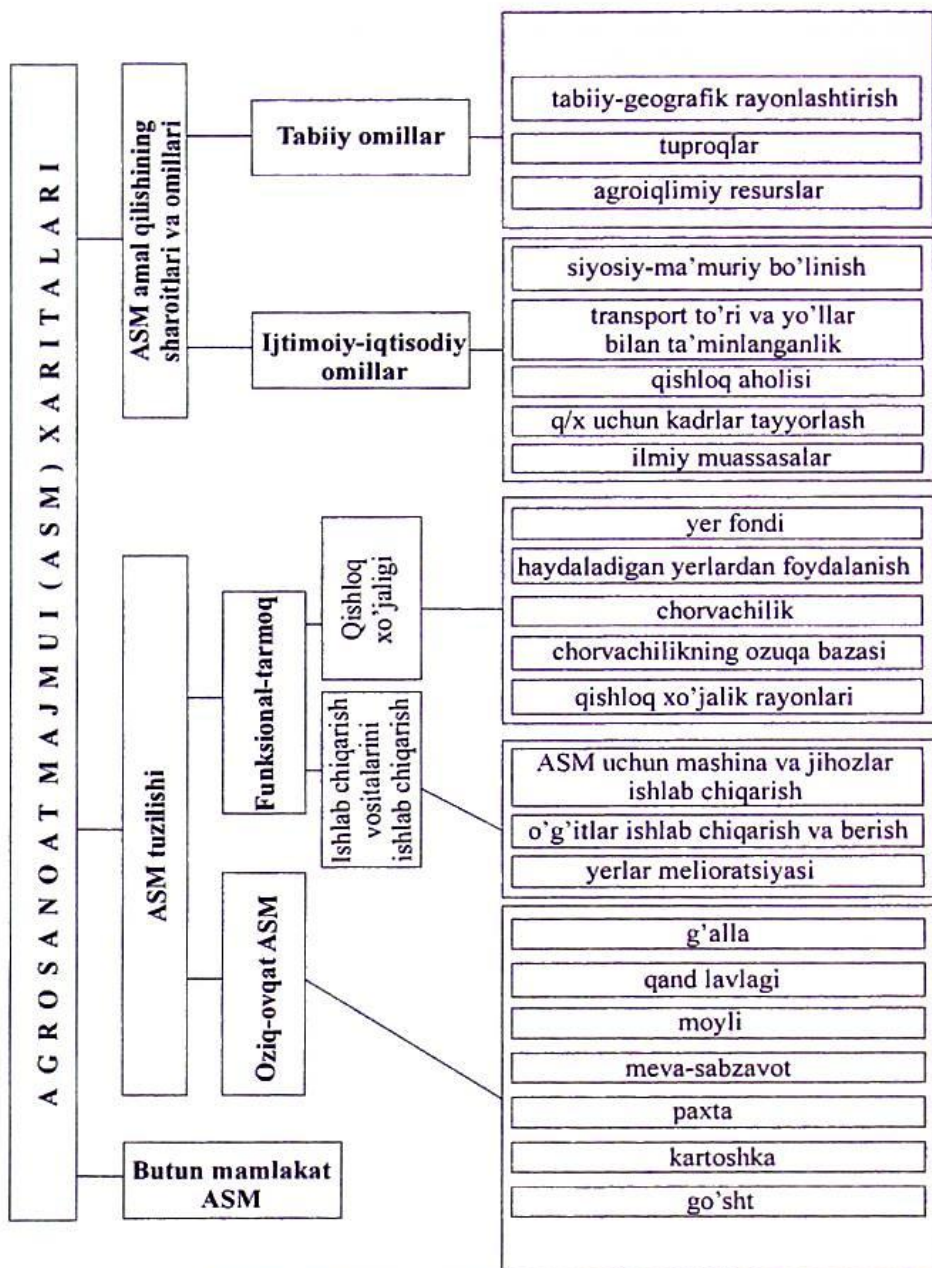 AGROSANOAT MAJMUI (ASM) XARITALARI
ASM amal qilishining
sharoitlari va omillari
Tabiiy omillar
tabiiy-geografik rayonlashtirish
tuproqlar
agroiqlimiy resurslar
Ijtimoiy-iqtisodiy
omillar
siyosiy-ma’muriy bo’linish
transport to’ri va yo’llar
bilan ta’minlanganlik
qishloq aholisi
q/x uchun kadrlar tayyorlash
ilmiy muassasalar
ASM tuzilishi
Funksional-tarmoq
Qishloq
xo’jaligi
yer fondi
haydaladigan yerlardan foydalanish
chorvachilik
chorvachilikning ozuqa bazasi
qishloq xo’jalik rayonlari
Ishlab chiqarish
vositalarini
ishlab chiqarish
ASM uchun mashina va jihozlar
ishlab chiqarish
o’g’itlar ishlab chiqarish va berish
yerlar melioratsiyasi
Oziq-ovqat ASM
g’alla
qand lavlagi
moyli
meva-sabzavot
paxta
kartoshka
go’sht
Butun mamlakat
ASM